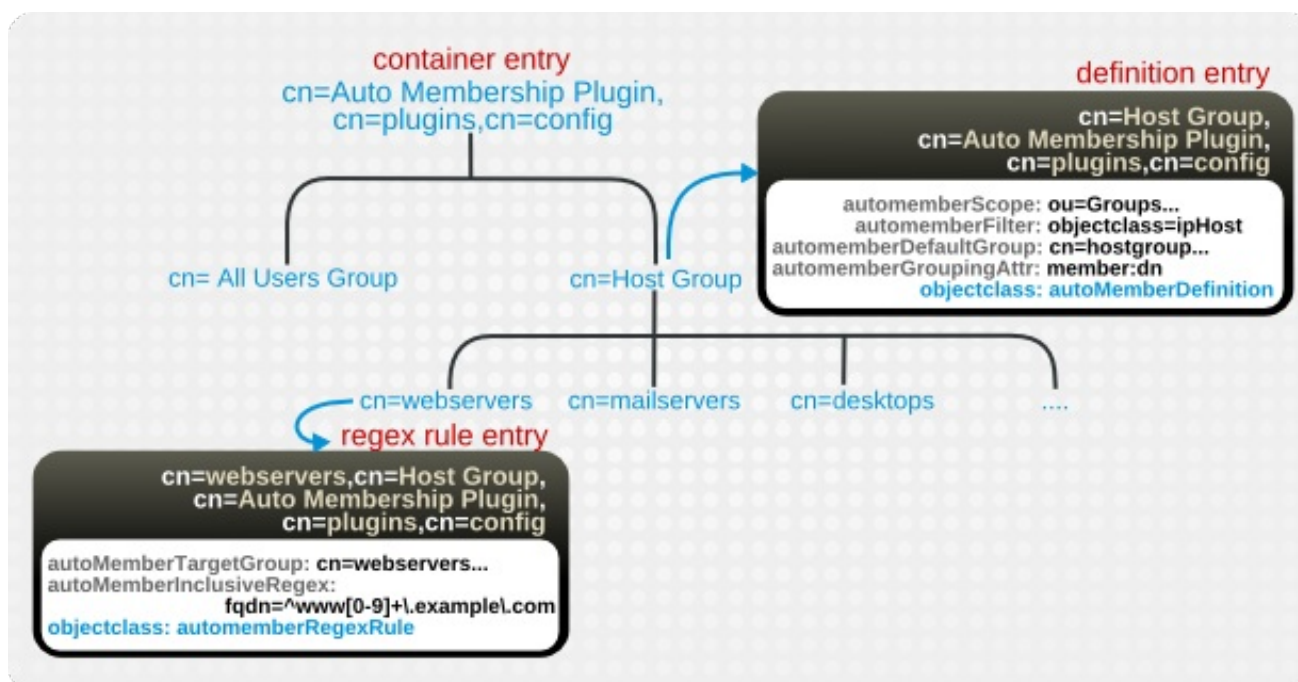 container entry
cn=Auto Membership Plugin,
cn=plugins,cn=config
definition entry
cn=Host Group,
cn=Auto Membership Plugin,
cn=plugins,cn=config
automemberScope: ou=Groups...
automemberFilter: objectclass=ipHost
automemberDefaultGroup: cn=hostgroup...
automemberGroupingAttr: member:dn
objectclass: autoMemberDefinition
cn= All Users Group
cn=Host Group
cn=webservers
cn=mailservers
cn=desktops
....
regex rule entry
cn=webservers,cn=Host Group,
cn=Auto Membership Plugin,
cn=plugins,cn=config
autoMemberTargetGroup: cn=webservers...
autoMemberInclusiveRegex:
fqdn=^www[0-9]+\.example\.com
objectclass: automemberRegexRule